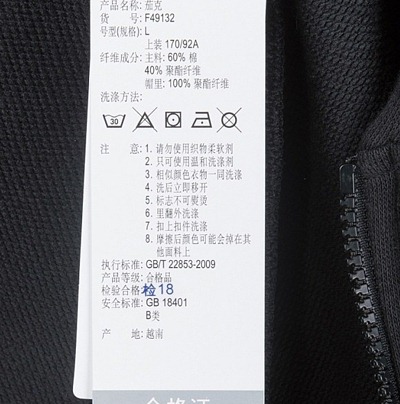 产品名称: 茄克
货 号: F49132
号型(规格): L
上装 170/92A
纤维成分: 主料: 60% 棉
40% 聚酯纤维
帽里: 100% 聚酯纤维
洗涤方法:
30
注 意: 1. 请勿使用织物柔软剂
2. 只可使用温和洗涤剂
3. 相似颜色衣物一同洗涤
4. 洗后立即移开
5. 标志不可熨烫
6. 里翻外洗涤
7. 扣上扣件洗涤
8. 摩擦后颜色可能会掉在其
他面料上
执行标准: GB/T 22853-2009
产品等级: 合格品
检验合格: 检18
安全标准: GB 18401
B类
产 地: 越南
合格证